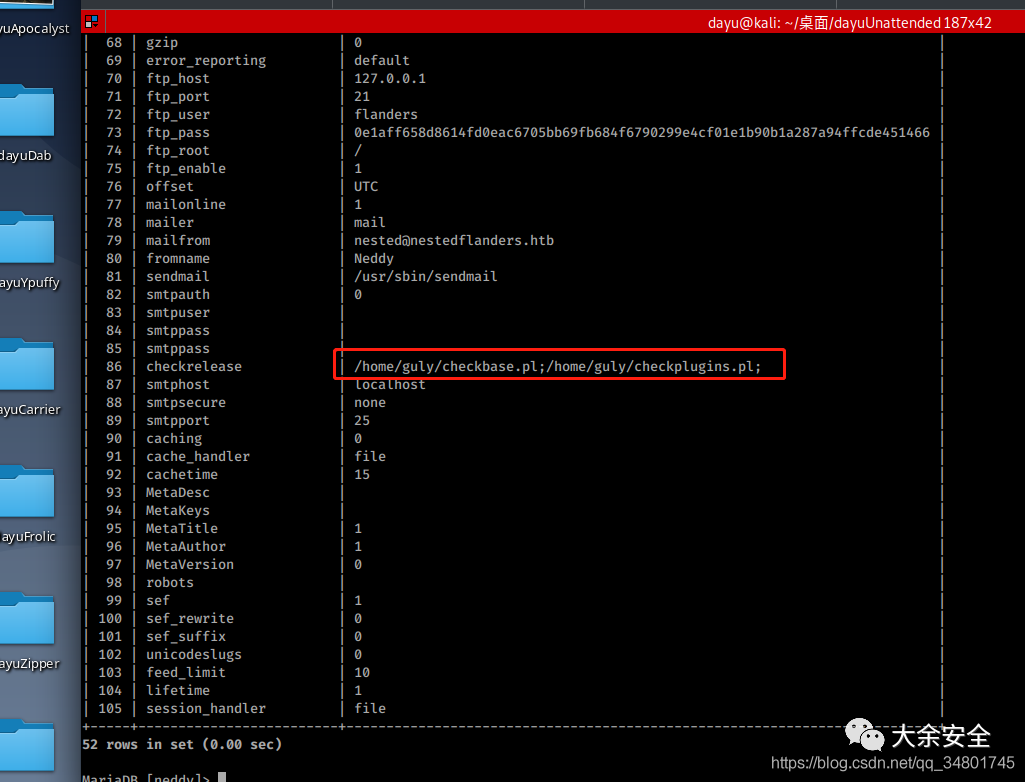 yuApocalyst
dayuDab
ayuYpuffy
ayuCarrier
ayuFrolic
ayuZipper
dayu@kali: ~/桌面/dayuUnattended 187x42
| 68 | gzip | 0 |
| 69 | error_reporting | default |
| 70 | ftp_host | 127.0.0.1 |
| 71 | ftp_port | 21 |
| 72 | ftp_user | flanders |
| 73 | ftp_pass | 0e1aff658d8614fd0eac6705bb69fb684f6790299e4cf01e1b90b1a287a94ffcde451466 |
| 74 | ftp_root | / |
| 75 | ftp_enable | 1 |
| 76 | offset | UTC |
| 77 | mailonline | 1 |
| 78 | mailer | mail |
| 79 | mailfrom | nested@nestedflanders.htb |
| 80 | fromname | Neddy |
| 81 | sendmail | /usr/sbin/sendmail |
| 82 | smtpauth | 0 |
| 83 | smtpuser | |
| 84 | smtppass | |
| 85 | smtppass | |
| 86 | checkrelease | /home/guly/checkbase.pl;/home/guly/checkplugins.pl; |
| 87 | smtphost | localhost |
| 88 | smtpsecure | none |
| 89 | smtpport | 25 |
| 90 | caching | 0 |
| 91 | cache_handler | file |
| 92 | cachetime | 15 |
| 93 | MetaDesc | |
| 94 | MetaKeys | |
| 95 | MetaTitle | 1 |
| 96 | MetaAuthor | 1 |
| 97 | MetaVersion | 0 |
| 98 | robots | |
| 99 | sef | 1 |
| 100 | sef_rewrite | 0 |
| 101 | sef_suffix | 0 |
| 102 | unicodeslugs | 0 |
| 103 | feed_limit | 10 |
| 104 | lifetime | 1 |
| 105 | session_handler | file |
52 rows in set (0.00 sec)
MariaDB [neddy]>
大余安全
https://blog.csdn.net/qq_34801745